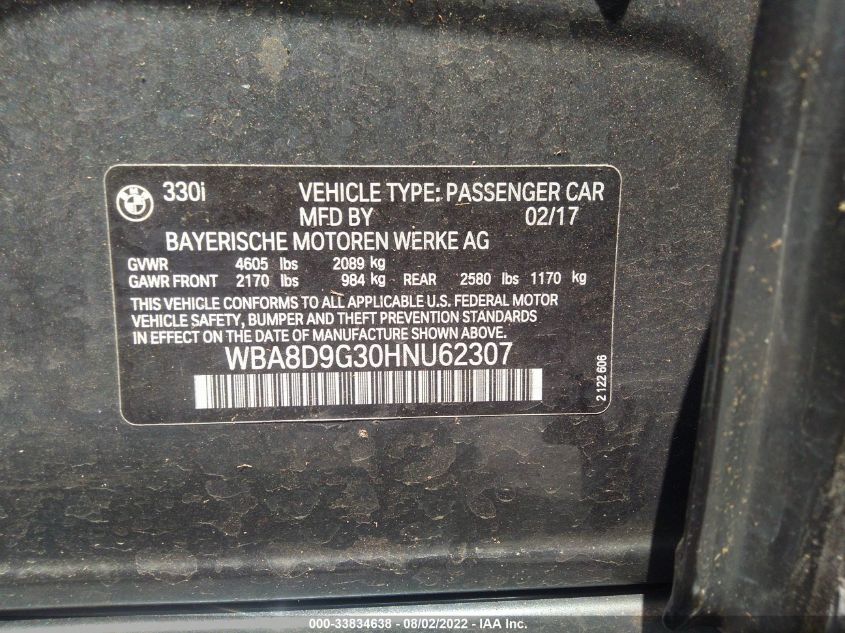 330i VEHICLE TYPE: PASSENGER CAR
MFD BY 02/17
BAYERISCHE MOTOREN WERKE AG
GVWR 4605 lbs 2089 kg
GAWR FRONT 2170 lbs 984 kg REAR 2580 lbs 1170 kg
THIS VEHICLE CONFORMS TO ALL APPLICABLE U.S. FEDERAL MOTOR
VEHICLE SAFETY, BUMPER AND THEFT PREVENTION STANDARDS
IN EFFECT ON DATE OF MANUFACTURE SHOWN ABOVE.
WBA8D9G30HNU62307
2 122 606
000-33834638 - 08/02/2022 - IAA Inc.